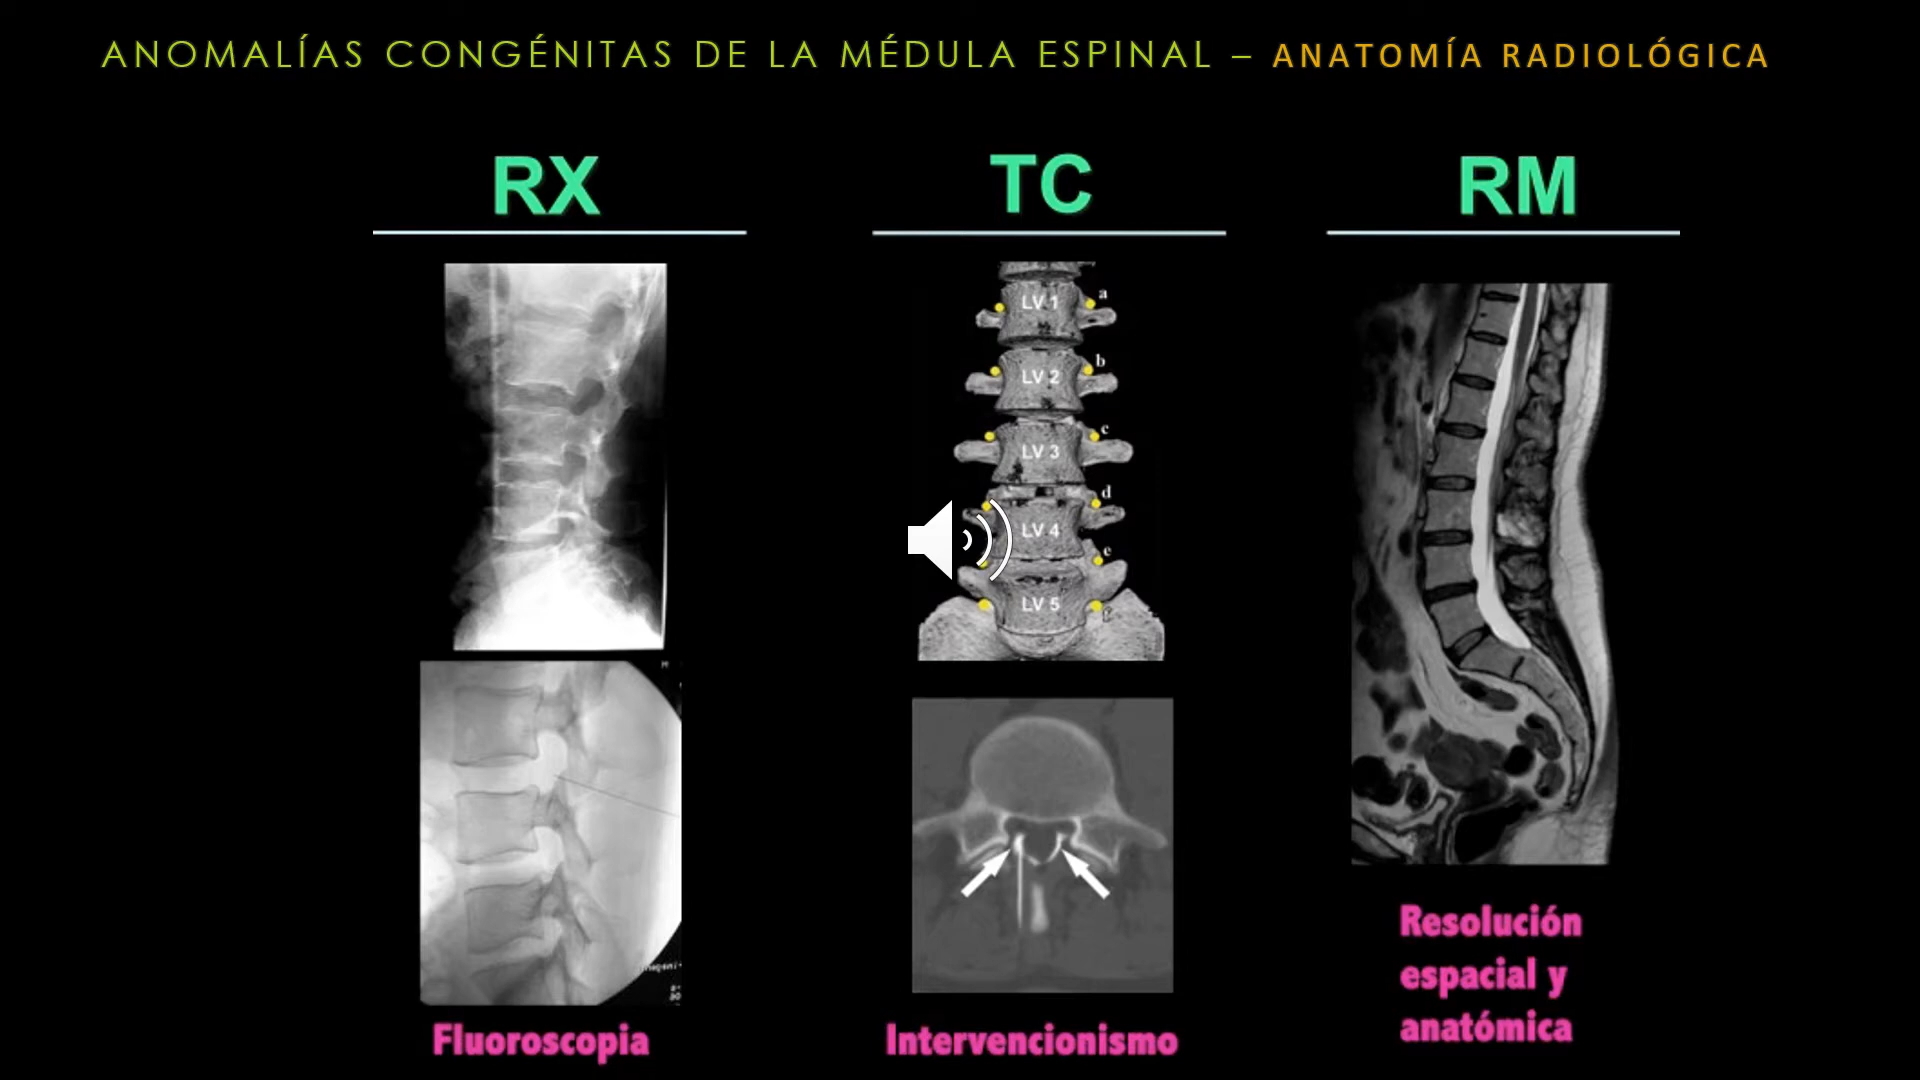 ANOMALÍAS CONGÉNITAS DE LA MÉDULA ESPINAL – ANATOMÍA RADIOLÓGICA
RX
TC
RM
LV 1
a
LV 2
b
LV 3
c
LV 4
d
LV 5
e
Fluoroscopia
Intervencionismo
Resolución
espacial y
anatómica